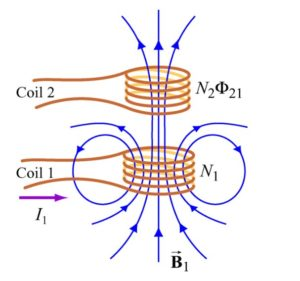 Coil 2
N₂Φ₂₁
Coil 1
N₁
I₁
B⃗₁